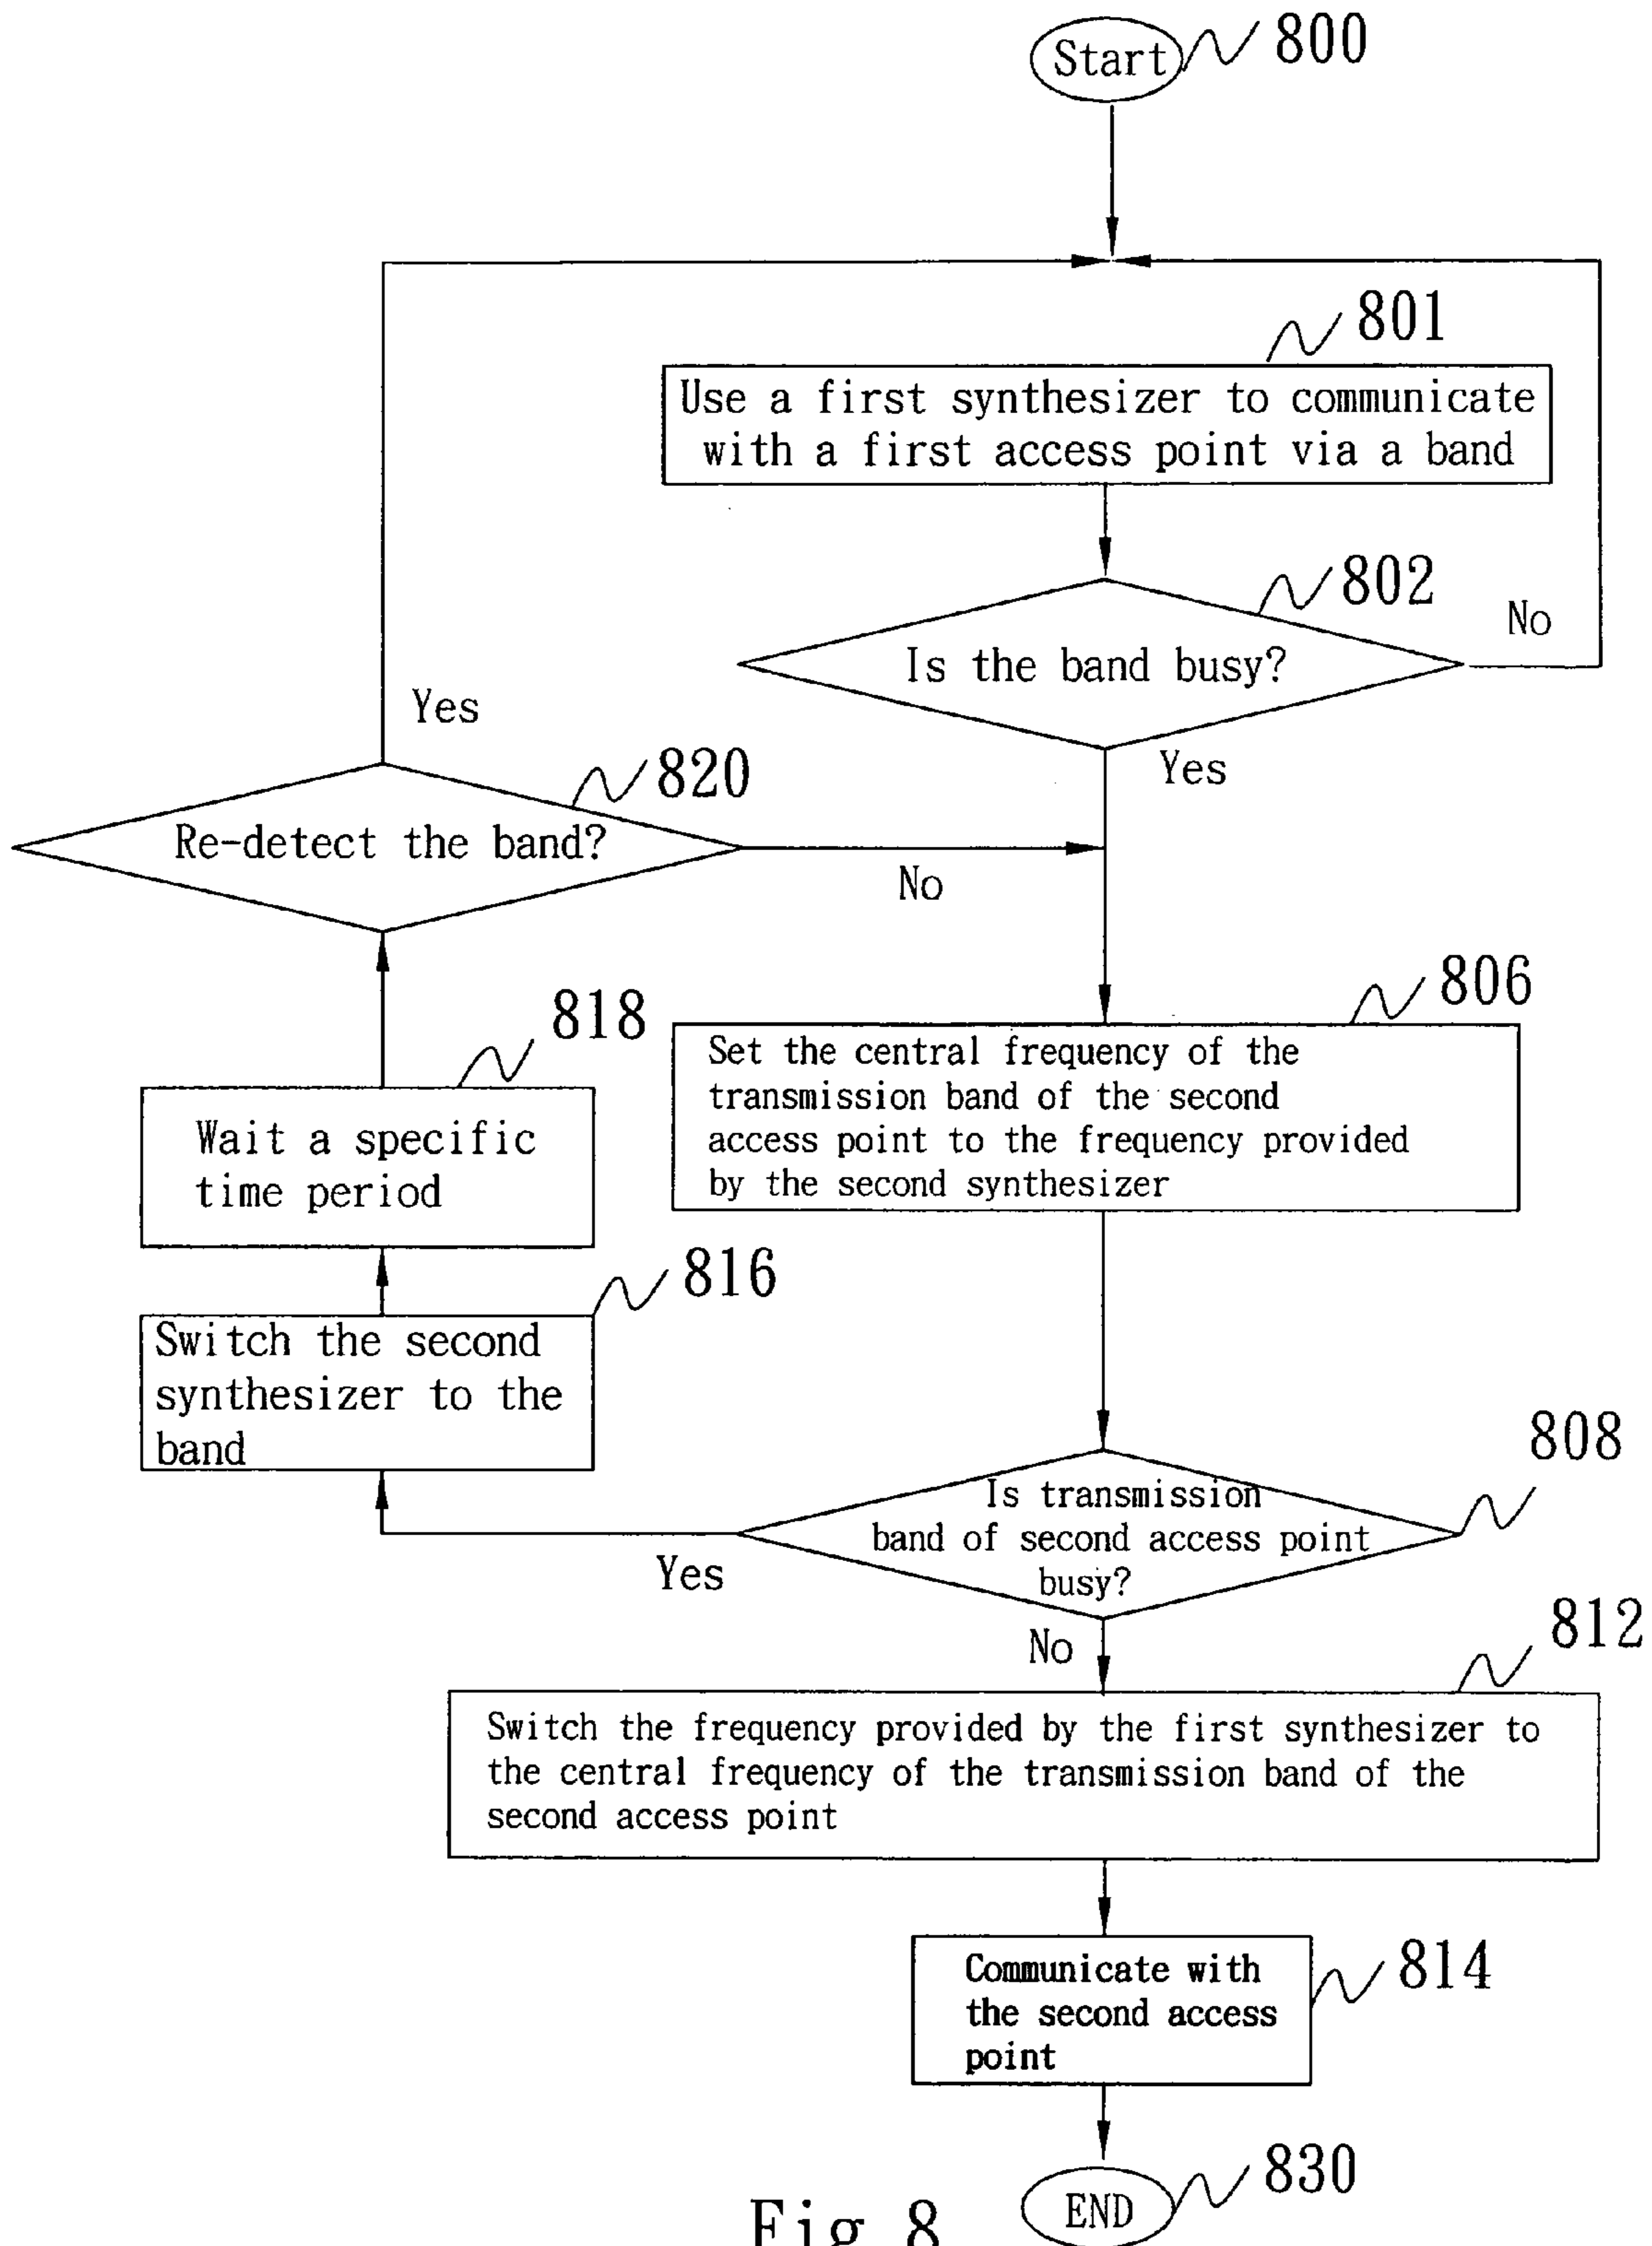 Start
800
801
Use a first synthesizer to communicate
with a first access point via a band
802
Is the band busy?
No
Yes
Yes
820
Re-detect the band?
No
806
Set the central frequency of the
transmission band of the second
access point to the frequency provided
by the second synthesizer
818
Wait a specific
time period
816
Switch the second
synthesizer to the
band
808
Is transmission
band of second access point
busy?
Yes
No
812
Switch the frequency provided by the first synthesizer to
the central frequency of the transmission band of the
second access point
814
Communicate with
the second access
point
830
END
Fig 8